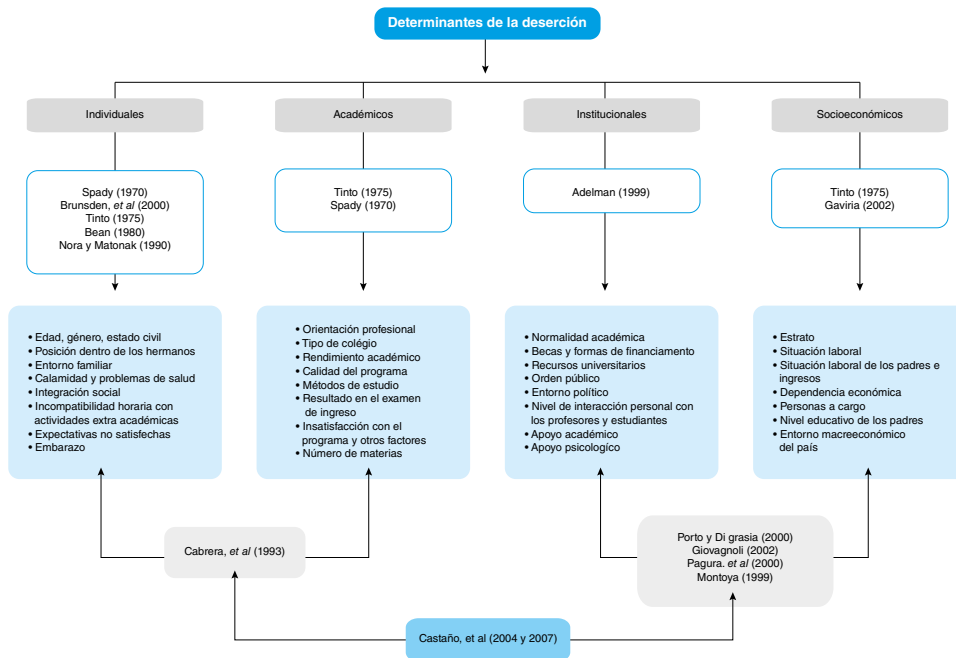 Determinantes de la deserción
Individuales
Académicos
Institucionales
Socioeconómicos
Spady (1970)
Brunsden, et al (2000)
Tinto (1975)
Bean (1980)
Nora y Matonak (1990)
Tinto (1975)
Spady (1970)
Adelman (1999)
Tinto (1975)
Gaviria (2002)
• Edad, género, estado civil
• Posición dentro de los hermanos
• Entorno familiar
• Calamidad y problemas de salud
• Integración social
• Incompatibilidad horaria con
actividades extra académicas
• Expectativas no satisfechas
• Embarazo
• Orientación profesional
• Tipo de colégio
• Rendimiento académico
• Calidad del programa
• Métodos de estudio
• Resultado en el examen
de ingreso
• Insatisfacción con el
programa y otros factores
• Número de materias
• Normalidad académica
• Becas y formas de financiamento
• Recursos universitarios
• Orden público
• Entorno político
• Nivel de interacción personal con
los profesores y estudiantes
• Apoyo académico
• Apoyo psicologíco
• Estrato
• Situación laboral
• Situación laboral de los padres e
ingresos
• Dependencia económica
• Personas a cargo
• Nivel educativo de los padres
• Entorno macreeconómico
del país
Cabrera, et al (1993)
Porto y Di grasia (2000)
Giovagnoli (2002)
Pagura. et al (2000)
Montoya (1999)
Castaño, et al (2004 y 2007)